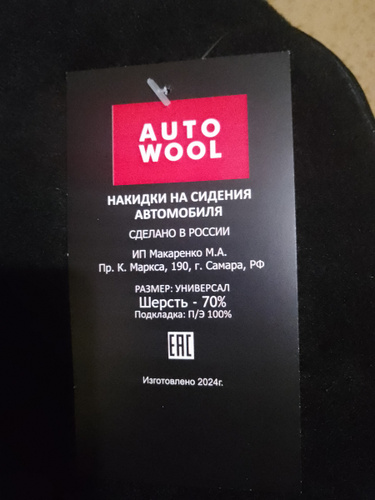 AUTO
WOOL
НАКИДКИ НА СИДЕНИЯ
АВТОМОБИЛЯ
СДЕЛАНО В РОССИИ
ИП Макаренко М.А.
Пр. К. Маркса, 190, г. Самара, РФ
РАЗМЕР: УНИВЕРСАЛ
Шерсть - 70%
Подкладка: П/Э 100%
EAC
Изготовлено 2024г.